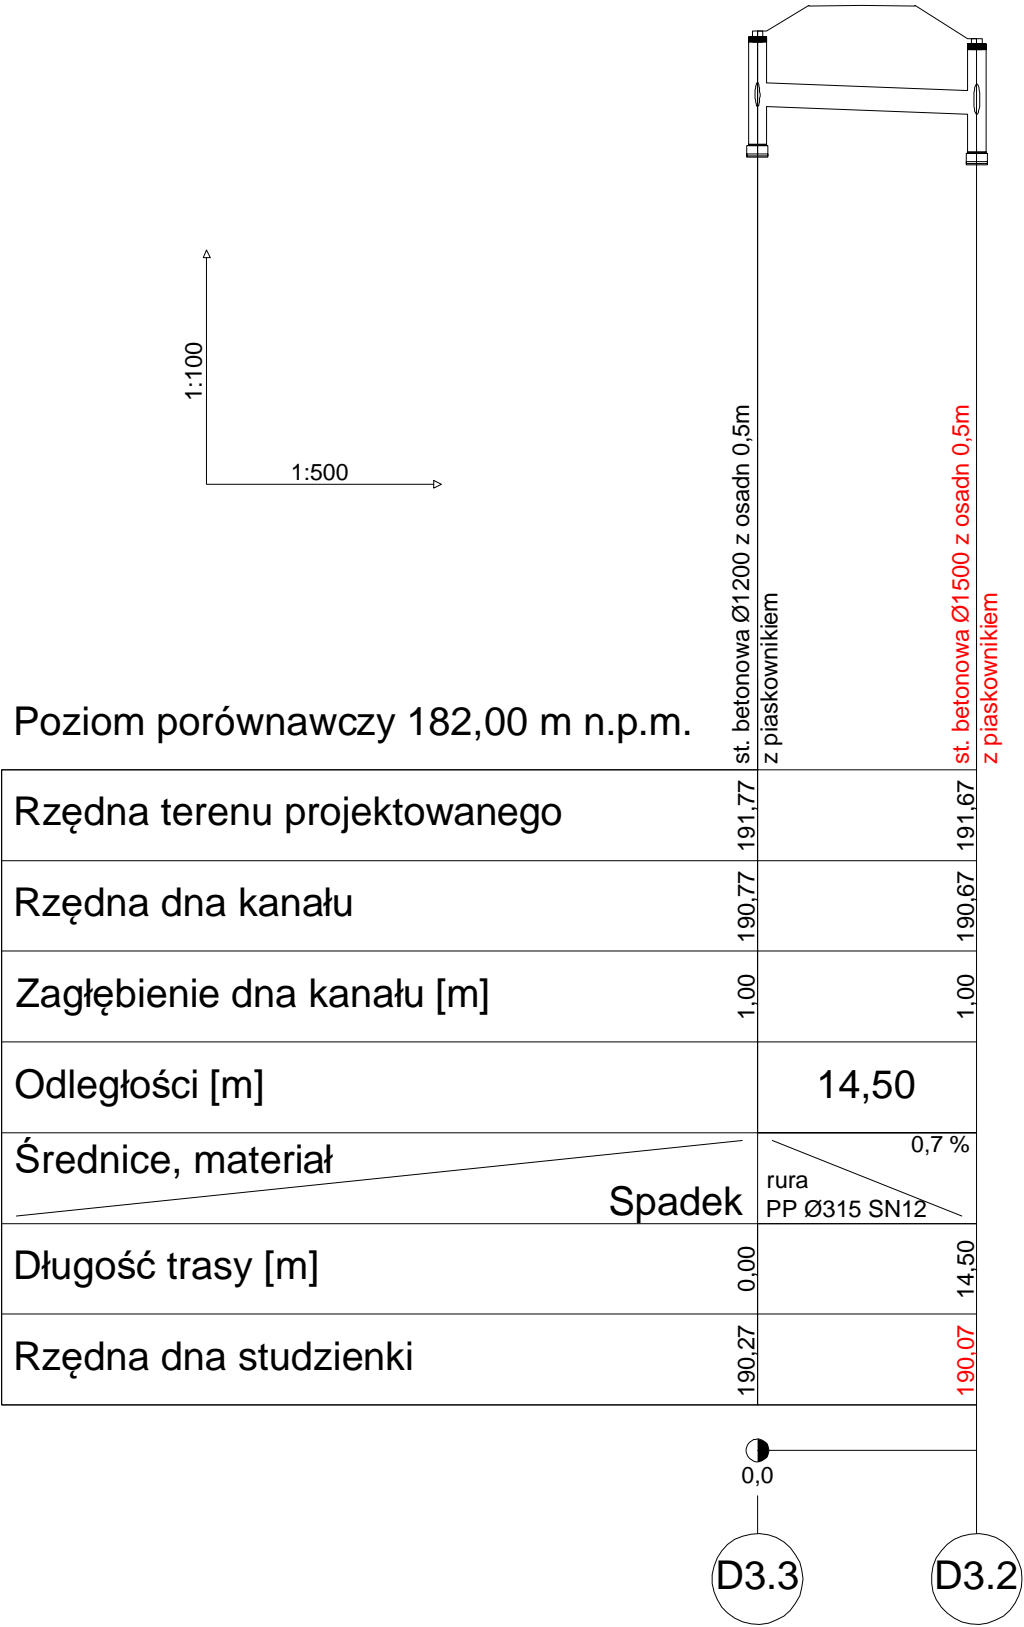 1:100
1:500
st. betonowa Ø1200 z osadn 0,5m
z piaskownikiem
st. betonowa Ø1500 z osadn 0,5m
z piaskownikiem
Poziom porównawczy 182,00 m n.p.m.
Rzędna terenu projektowanego 191,77 191,67
Rzędna dna kanału 190,77 190,67
Zagłębienie dna kanału [m] 1,00 1,00
Odległości [m] 14,50
Średnice, materiał
Spadek
0,7 %
rura
PP Ø315 SN12
Długość trasy [m] 0,00 14,50
Rzędna dna studzienki 190,27 190,07
0,0
D3.3 D3.2